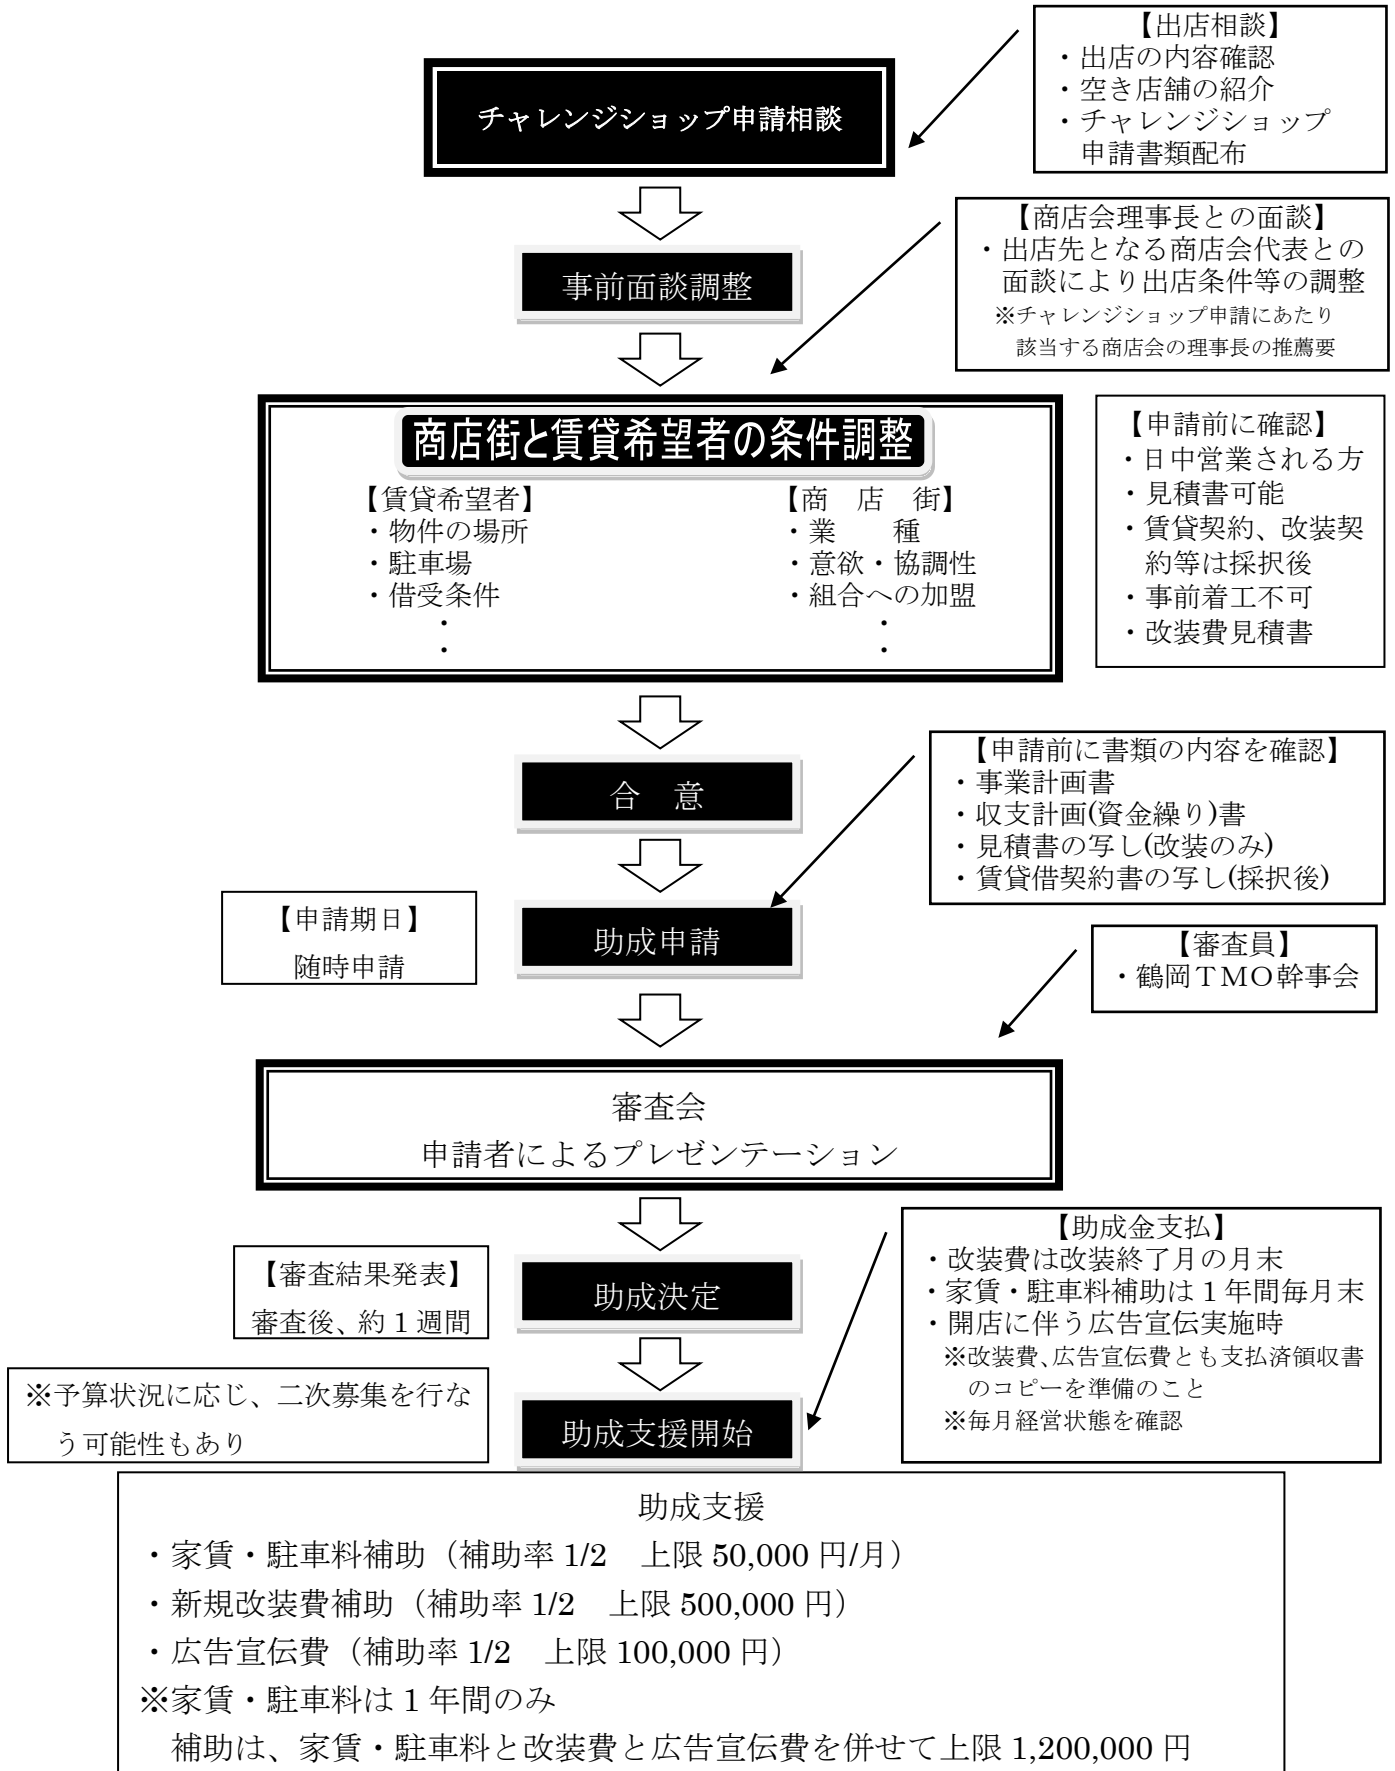 【出店相談】
・出店の内容確認
・空き店舗の紹介
・チャレンジショップ
申請書類配布
チャレンジショップ申請相談
【商店会理事長との面談】
・出店先となる商店会代表との
面談により出店条件等の調整
※チャレンジショップ申請にあたり
該当する商店会の理事長の推薦要
事前面談調整
商店街と賃貸希望者の条件調整
【賃貸希望者】
・物件の場所
・駐車場
・借受条件
・
・
【商　店　街】
・業　　種
・意欲・協調性
・組合への加盟
・
・
【申請前に確認】
・日中営業される方
・見積書可能
・賃貸契約、改装契
約等は採択後
・事前着工不可
・改装費見積書
合　意
【申請前に書類の内容を確認】
・事業計画書
・収支計画(資金繰り)書
・見積書の写し(改装のみ)
・賃貸借契約書の写し(採択後)
【申請期日】
随時申請
助成申請
【審査員】
・鶴岡ＴＭＯ幹事会
審査会
申請者によるプレゼンテーション
【審査結果発表】
審査後、約 1 週間
助成決定
【助成金支払】
・改装費は改装終了月の月末
・家賃・駐車料補助は 1 年間毎月末
・開店に伴う広告宣伝実施時
※改装費、広告宣伝費とも支払済領収書
のコピーを準備のこと
※毎月経営状態を確認
※予算状況に応じ、二次募集を行な
う可能性もあり
助成支援開始
助成支援
・家賃・駐車料補助（補助率 1/2　上限 50,000 円/月）
・新規改装費補助（補助率 1/2　上限 500,000 円）
・広告宣伝費（補助率 1/2　上限 100,000 円）
※家賃・駐車料は 1 年間のみ
補助は、家賃・駐車料と改装費と広告宣伝費を併せて上限 1,200,000 円